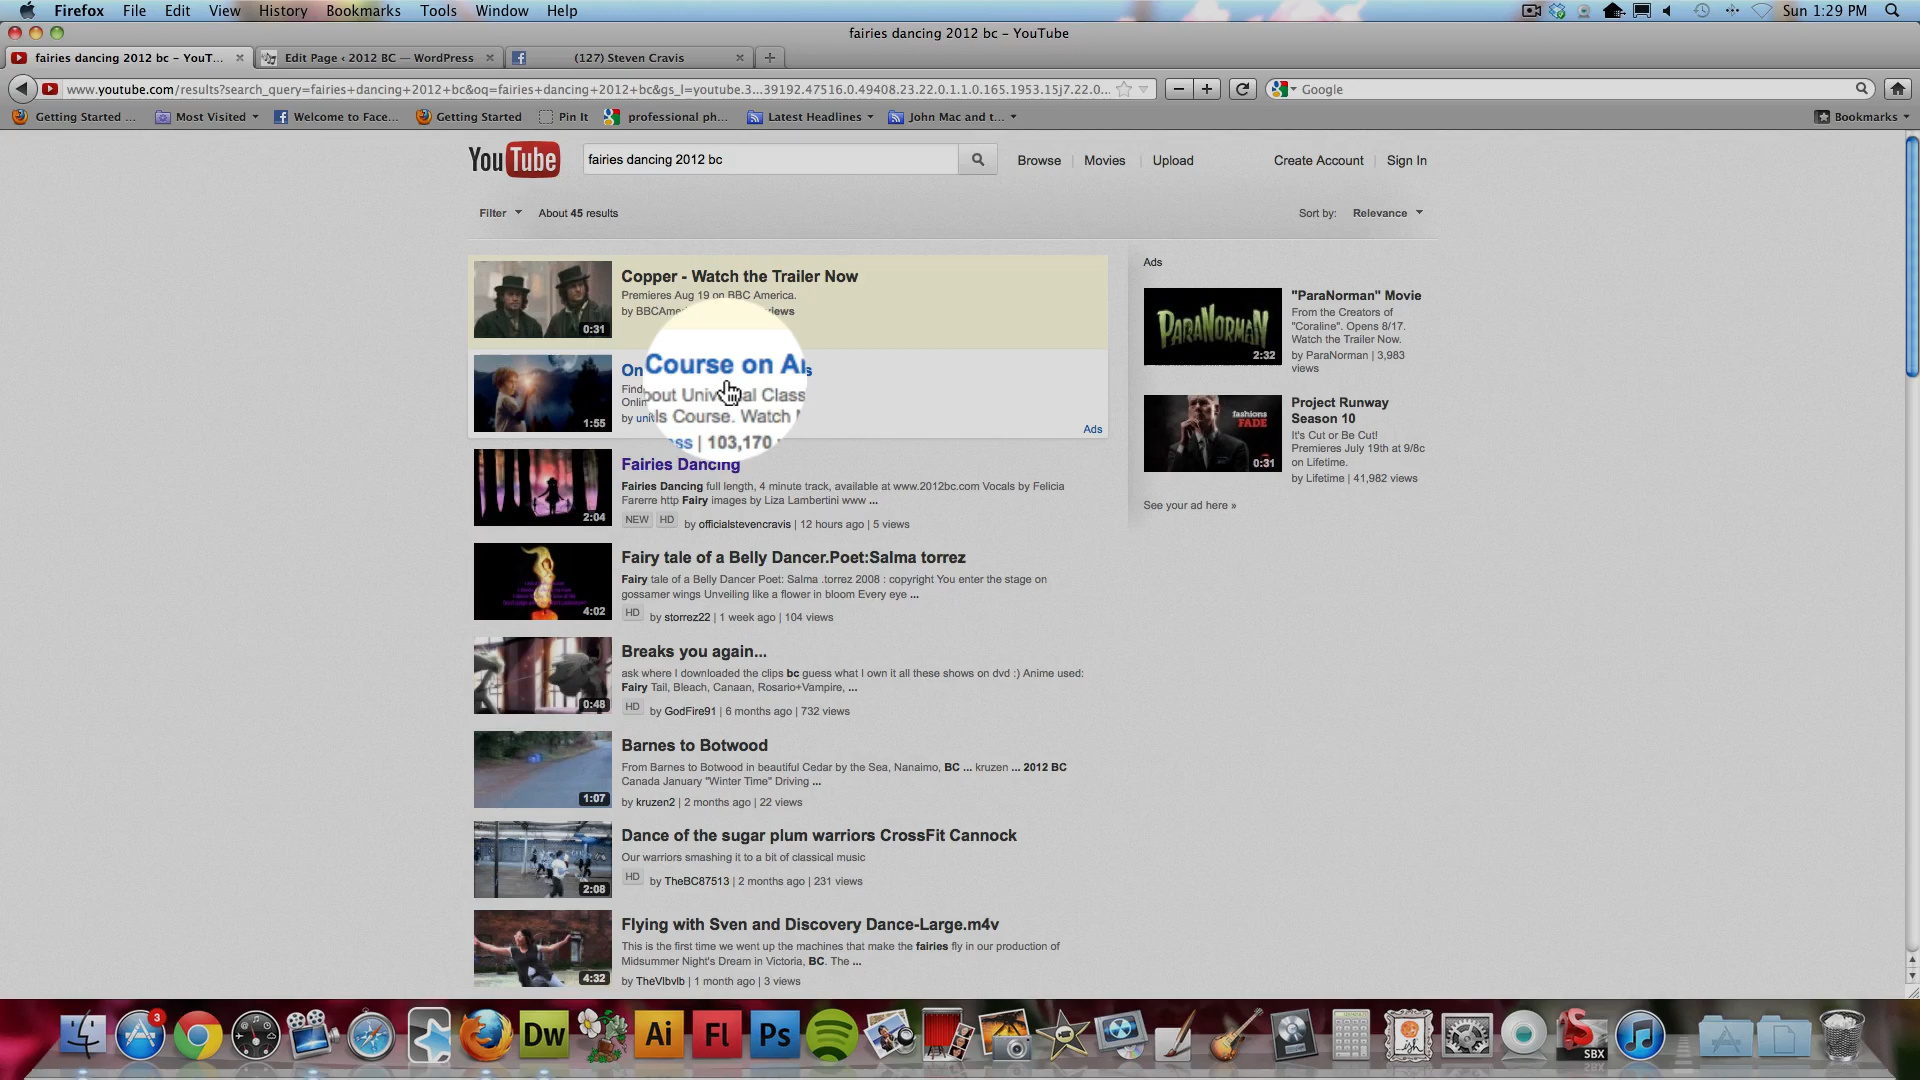 Firefox File Edit View History Bookmarks Tools Window Help Sun 1:29 PM
fairies dancing 2012 bc - YouTube
fairies dancing 2012 bc - YouT... Edit Page ‹ 2012 BC — WordPress (127) Steven Cravis
www.youtube.com/results?search_query=fairies+dancing+2012+bc&oq=fairies+dancing+2012+bc&gs_l=youtube.3...39192.47516.0.49408.23.22.0.1.1.0.165.1953.15j7.22.0... Google
Getting Started ... Most Visited Welcome to Face... Getting Started Pin It professional ph... Latest Headlines John Mac and t... Bookmarks
YouTube fairies dancing 2012 bc Browse Movies Upload Create Account Sign In
Filter About 45 results Sort by: Relevance
Copper - Watch the Trailer Now
Premieres Aug 19 on BBC America.
by BBCAme
iews
0:31
On Course on A s
Find bout Univ al Class
Onlin ls Course. Watch
by uni ss | 103,170
1:55
Ads
Fairies Dancing
Fairies Dancing full length, 4 minute track, available at www.2012bc.com Vocals by Felicia
Farerre http Fairy images by Liza Lambertini www ...
NEW HD by officialstevencravis | 12 hours ago | 5 views
2:04
Fairy tale of a Belly Dancer.Poet:Salma torrez
Fairy tale of a Belly Dancer Poet: Salma .torrez 2008 : copyright You enter the stage on
gossamer wings Unveiling like a flower in bloom Every eye ...
HD by storrez22 | 1 week ago | 104 views
4:02
Breaks you again...
ask where I downloaded the clips bc guess what I own it all these shows on dvd :) Anime used:
Fairy Tail, Bleach, Canaan, Rosario+Vampire, ...
HD by GodFire91 | 6 months ago | 732 views
0:48
Barnes to Botwood
From Barnes to Botwood in beautiful Cedar by the Sea, Nanaimo, BC ... kruzen ... 2012 BC
Canada January "Winter Time" Driving ...
by kruzen2 | 2 months ago | 22 views
1:07
Dance of the sugar plum warriors CrossFit Cannock
Our warriors smashing it to a bit of classical music
HD by TheBC87513 | 2 months ago | 231 views
2:08
Flying with Sven and Discovery Dance-Large.m4v
This is the first time we went up the machines that make the fairies fly in our production of
Midsummer Night's Dream in Victoria, BC. The ...
by TheVlbvlb | 1 month ago | 3 views
4:32
Ads
PARANORMAN
2:32
"ParaNorman" Movie
From the Creators of
"Coraline". Opens 8/17.
Watch the Trailer Now!
by ParaNorman | 3,983
views
fashions
FADE
0:31
Project Runway
Season 10
It's Cut or Be Cut!
Premieres July 19th at 9/8c
on Lifetime.
by Lifetime | 41,982 views
See your ad here »
3 Dw Ai Fl Ps SBX